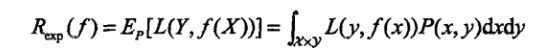 R_exp(f) = E_P[L(Y, f(X))] = ∫_{x×y} L(y, f(x))P(x, y)dxdy